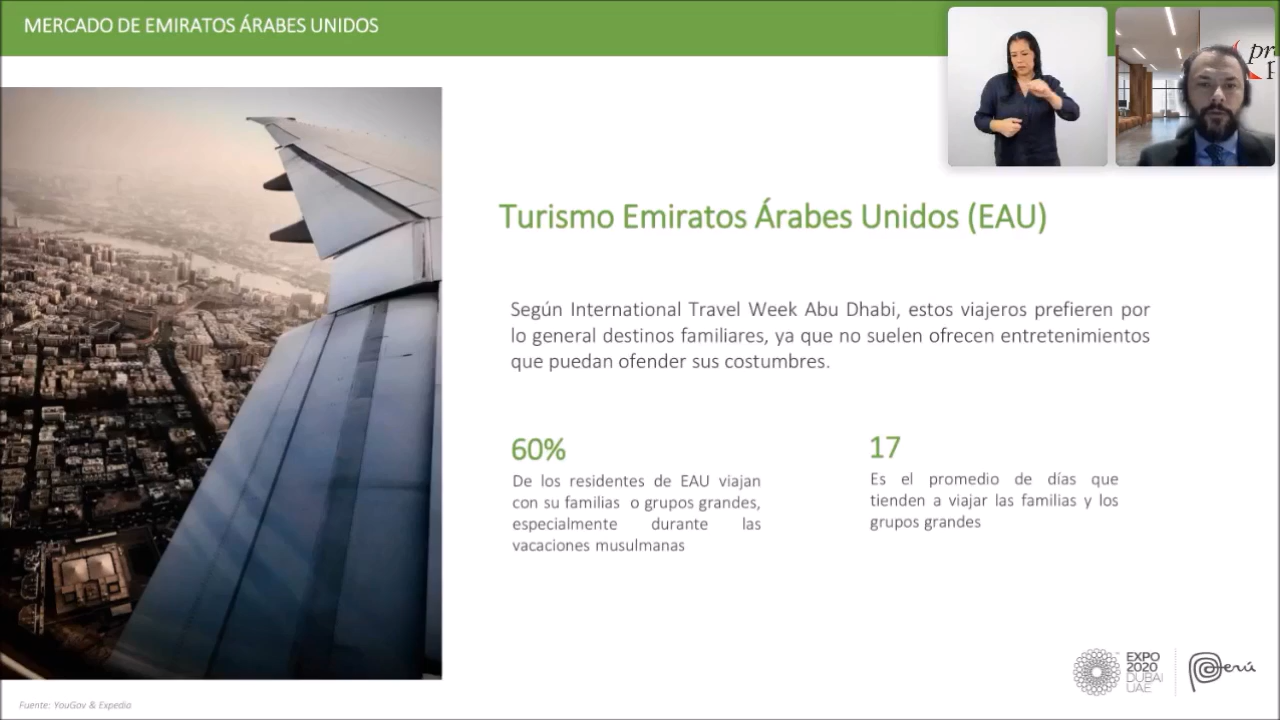 MERCADO DE EMIRATOS ÁRABES UNIDOS
Turismo Emiratos Árabes Unidos (EAU)
Según International Travel Week Abu Dhabi, estos viajeros prefieren por
lo general destinos familiares, ya que no suelen ofrecen entretenimientos
que puedan ofender sus costumbres.
60%
De los residentes de EAU viajan
con su familias o grupos grandes,
especialmente durante las
vacaciones musulmanas
17
Es el promedio de días que
tienden a viajar las familias y los
grupos grandes
EXPO
2020
DUBAI
UAE
Perú
Fuente: YouGov & Expedia